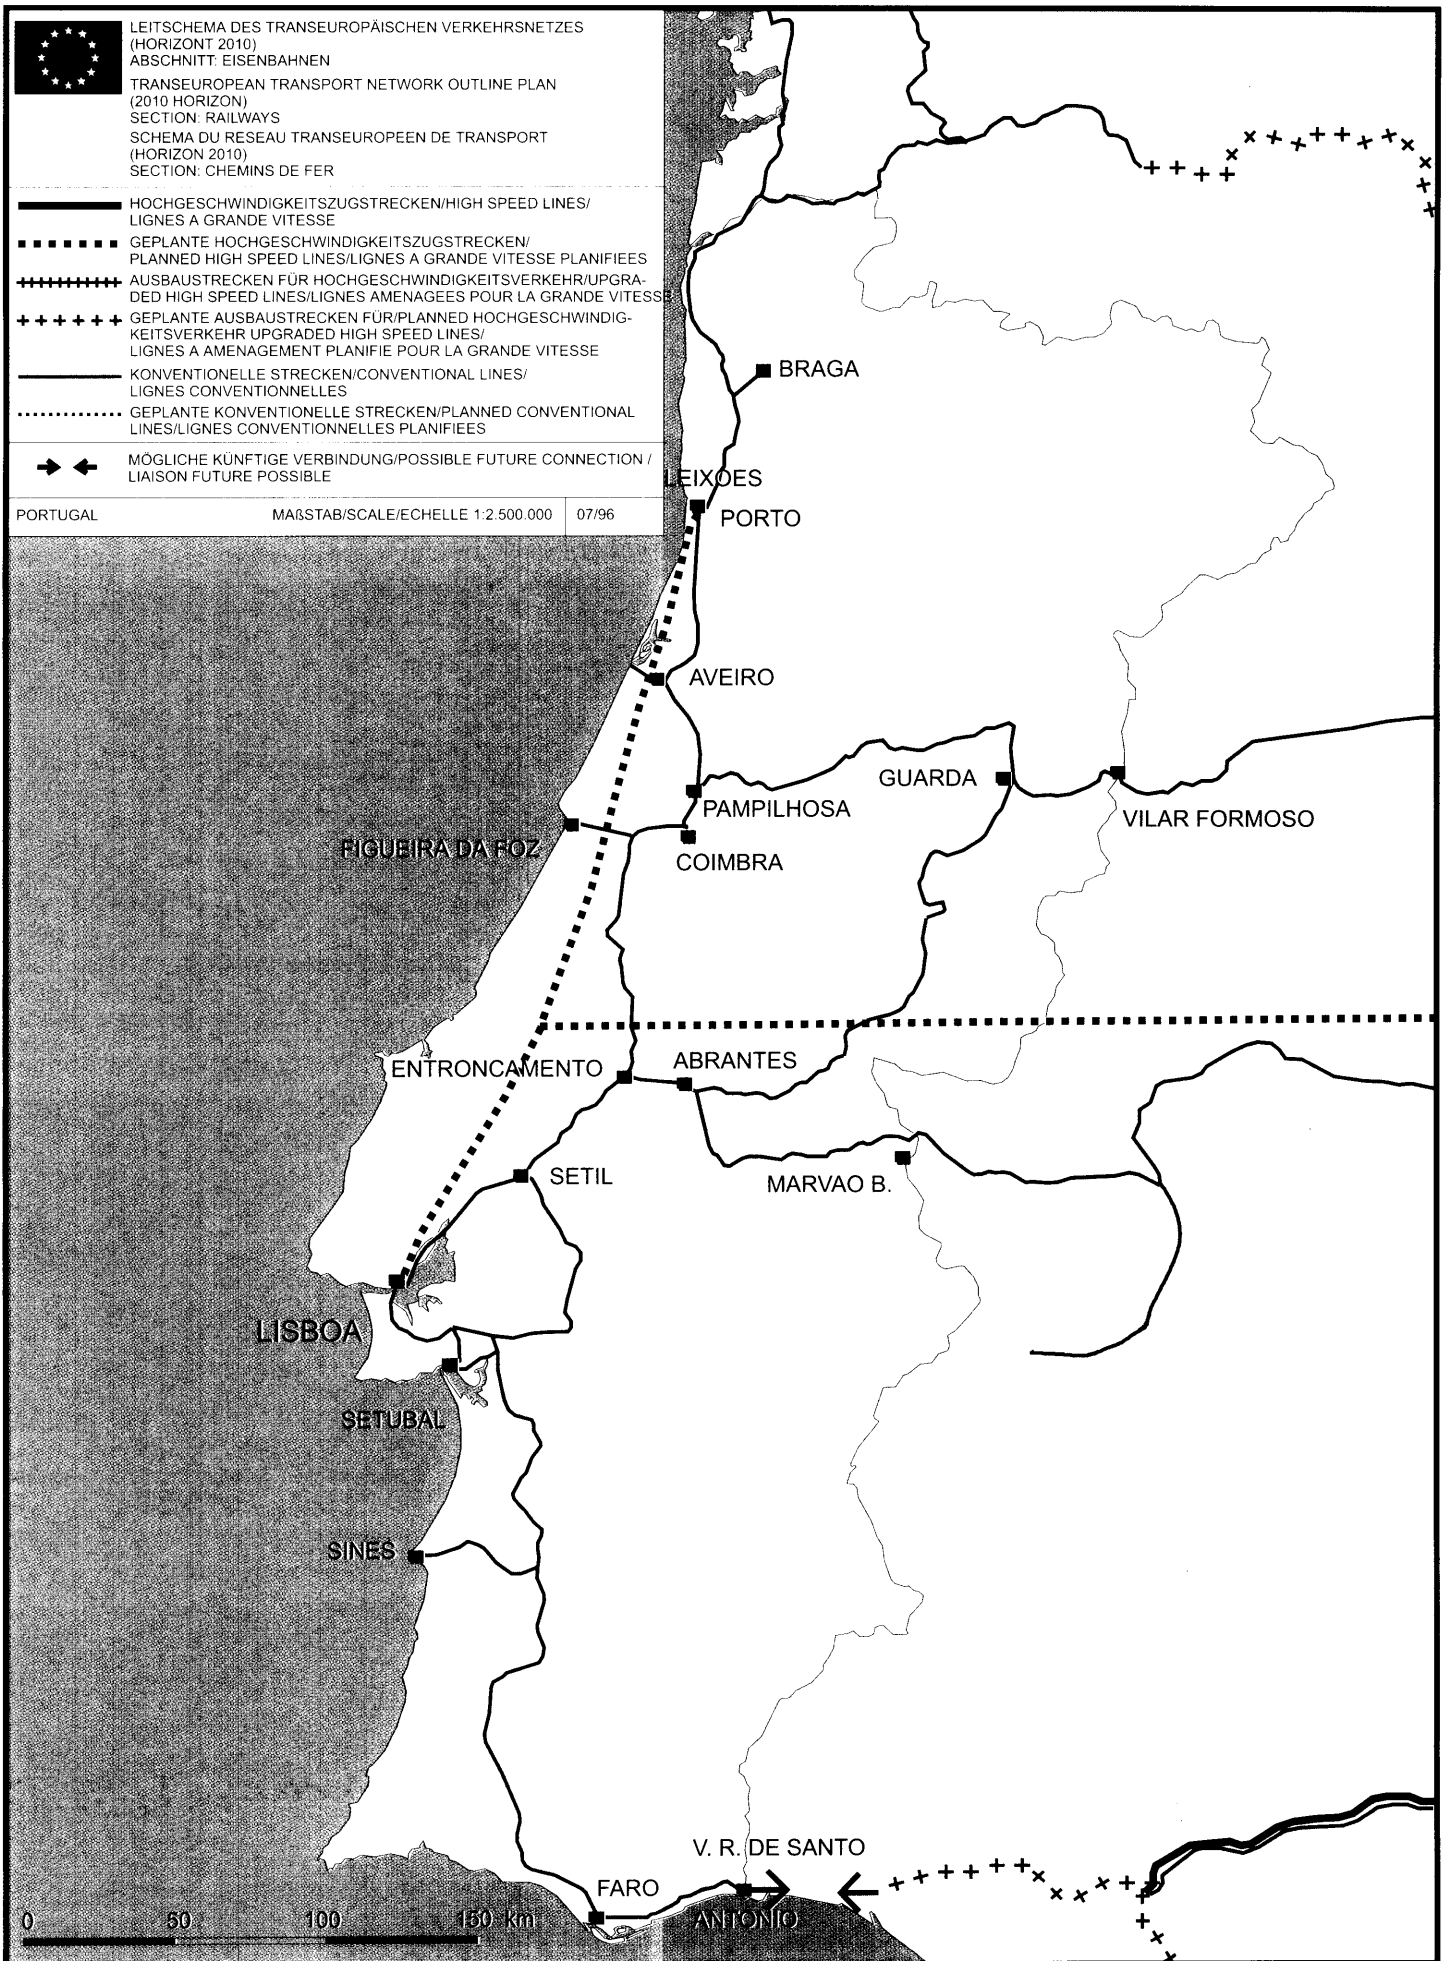 LEITSCHEMA DES TRANSEUROPÄISCHEN VERKEHRSNETZES
(HORIZONT 2010)
ABSCHNITT: EISENBAHNEN
TRANSEUROPEAN TRANSPORT NETWORK OUTLINE PLAN
(2010 HORIZON)
SECTION: RAILWAYS
SCHEMA DU RESEAU TRANSEUROPEEN DE TRANSPORT
(HORIZON 2010)
SECTION: CHEMINS DE FER
HOCHGESCHWINDIGKEITSZUGSTRECKEN/HIGH SPEED LINES/
LIGNES A GRANDE VITESSE
GEPLANTE HOCHGESCHWINDIGKEITSZUGSTRECKEN/
PLANNED HIGH SPEED LINES/LIGNES A GRANDE VITESSE PLANIFIEES
AUSBAUSTRECKEN FÜR HOCHGESCHWINDIGKEITSVERKEHR/UPGRA-
DED HIGH SPEED LINES/LIGNES AMENAGEES POUR LA GRANDE VITESSE
GEPLANTE AUSBAUSTRECKEN FÜR/PLANNED HOCHGESCHWINDIG-
KEITSVERKEHR UPGRADED HIGH SPEED LINES/
LIGNES A AMENAGEMENT PLANIFIE POUR LA GRANDE VITESSE
KONVENTIONELLE STRECKEN/CONVENTIONAL LINES/
LIGNES CONVENTIONNELLES
GEPLANTE KONVENTIONELLE STRECKEN/PLANNED CONVENTIONAL
LINES/LIGNES CONVENTIONNELLES PLANIFIEES
MÖGLICHE KÜNFTIGE VERBINDUNG/POSSIBLE FUTURE CONNECTION /
LIAISON FUTURE POSSIBLE
PORTUGAL MAßSTAB/SCALE/ECHELLE 1:2.500.000 07/96
BRAGA
LEIXOES
PORTO
AVEIRO
GUARDA
PAMPILHOSA
VILAR FORMOSO
FIGUEIRA DA FOZ
COIMBRA
ENTRONCAMENTO
ABRANTES
SETIL
MARVAO B.
LISBOA
SETUBAL
SINES
V. R. DE SANTO
FARO
ANTONIO
0 50 100 150 km